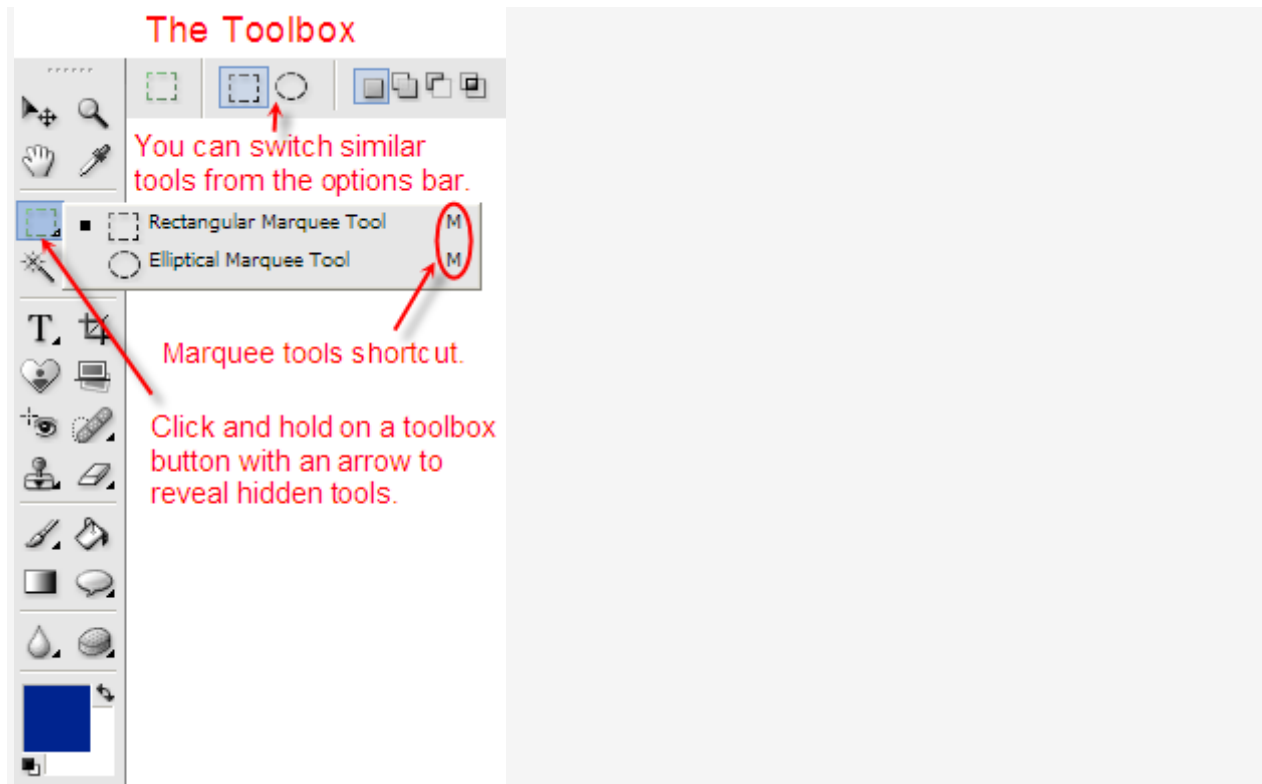 The Toolbox
You can switch similar
tools from the options bar.
Rectangular Marquee Tool M
Elliptical Marquee Tool M
T
Marquee tools shortcut.
Click and hold on a toolbox
button with an arrow to
reveal hidden tools.